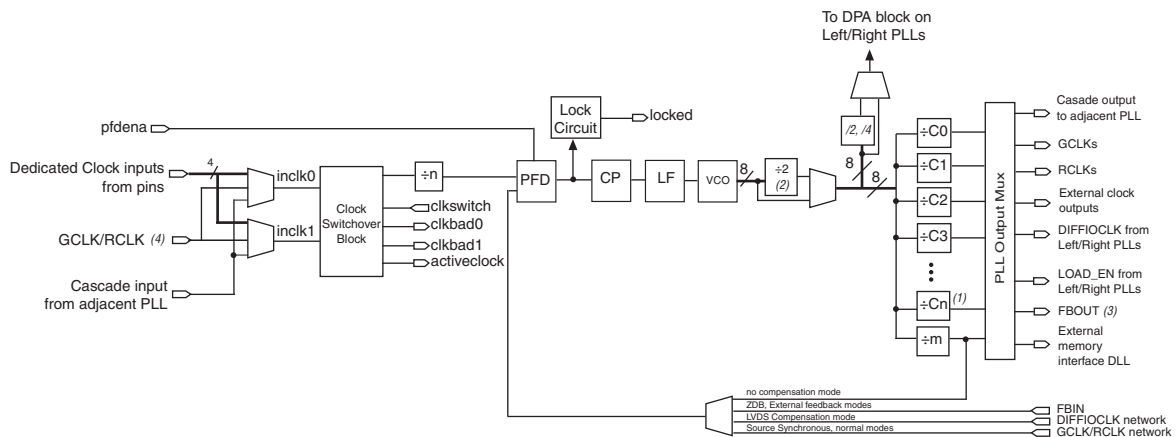 To DPA block on
Left/Right PLLs
Lock
Circuit
locked
pfdena
/2, /4
÷C0
Casade output
to adjacent PLL
4
Dedicated Clock inputs
from pins
inclk0
÷n
PFD
CP
LF
VCO
8
÷2
(2)
8
8
÷C1
GCLKs
÷C2
RCLKs
External clock
outputs
clkswitch
Clock
Switchover
Block
clkbad0
clkbad1
activeclock
GCLK/RCLK (4)
inclk1
÷C3
PLL Output Mux
DIFFIOCLK from
Left/Right PLLs
Cascade input
from adjacent PLL
LOAD_EN from
Left/Right PLLs
÷Cn (1)
FBOUT (3)
÷m
External
memory
interface DLL
no compensation mode
ZDB, External feedback modes
FBIN
LVDS Compensation mode
DIFFIOCLK network
Source Synchronous, normal modes
GCLK/RCLK network